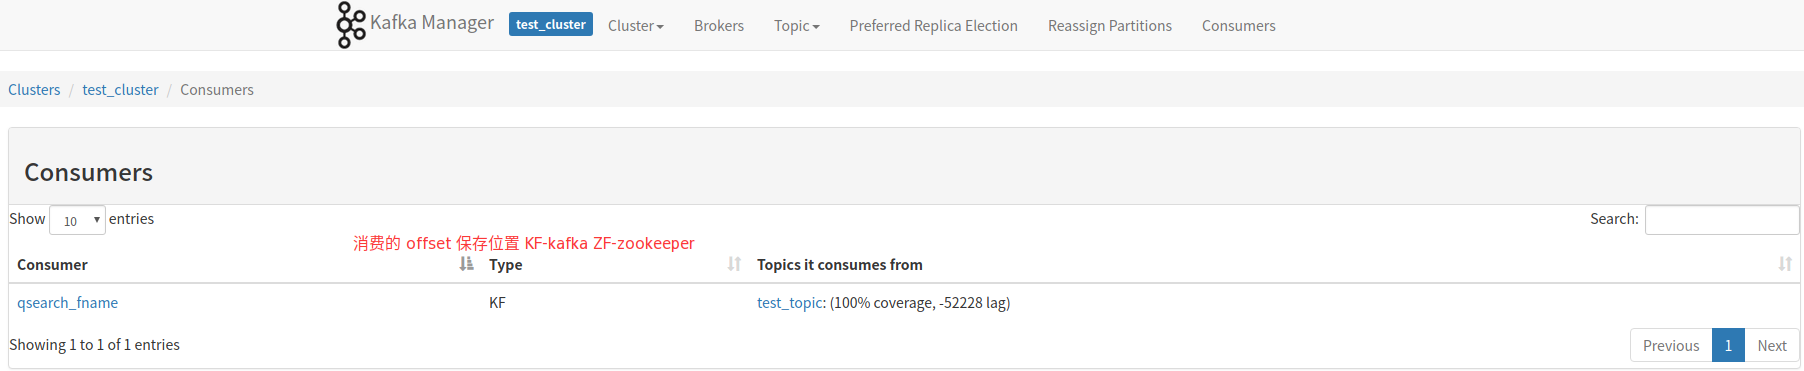 Kafka Manager test_cluster Cluster Brokers Topic Preferred Replica Election Reassign Partitions Consumers
Clusters / test_cluster / Consumers
Consumers
Show 10 entries Search:
消费的 offset 保存位置 KF-kafka ZF-zookeeper
Consumer Type Topics it consumes from
qsearch_fname KF test_topic: (100% coverage, -52228 lag)
Showing 1 to 1 of 1 entries Previous 1 Next